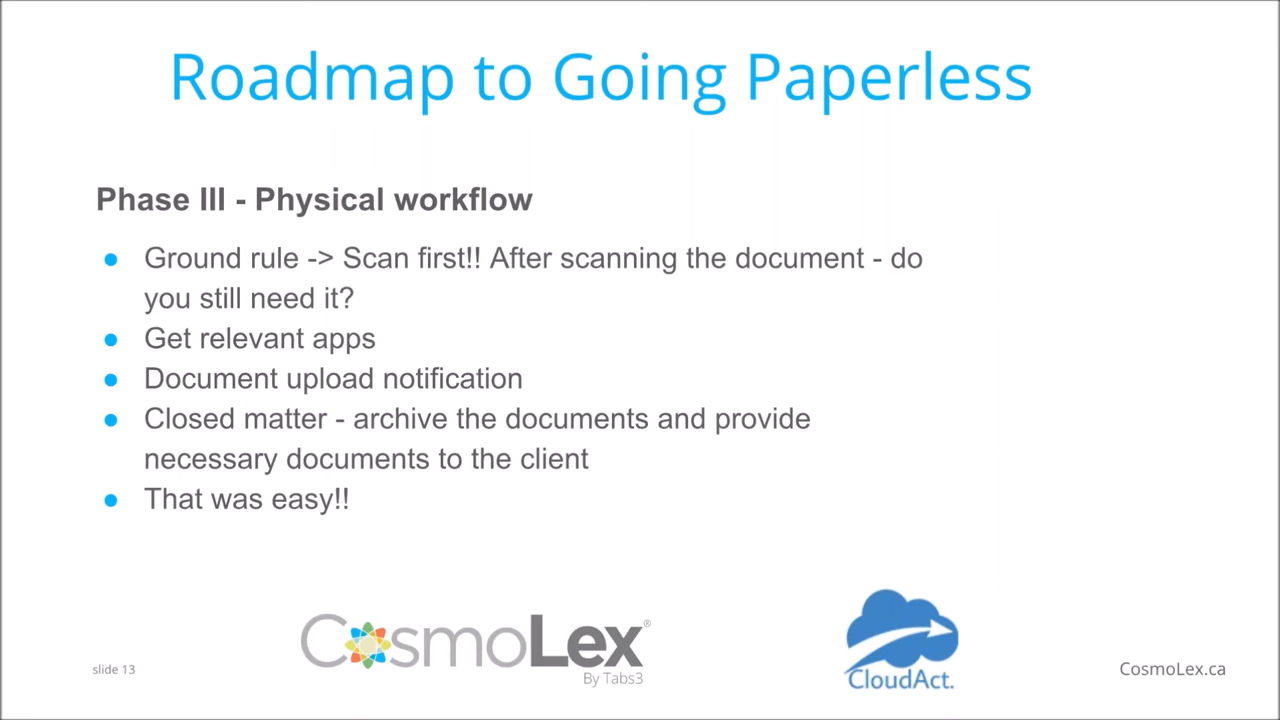 Roadmap to Going Paperless
Phase III - Physical workflow
● Ground rule -> Scan first!! After scanning the document - do
you still need it?
● Get relevant apps
● Document upload notification
● Closed matter - archive the documents and provide
necessary documents to the client
● That was easy!!
slide 13
CosmoLex®
By Tabs3
CloudAct.
CosmoLex.ca